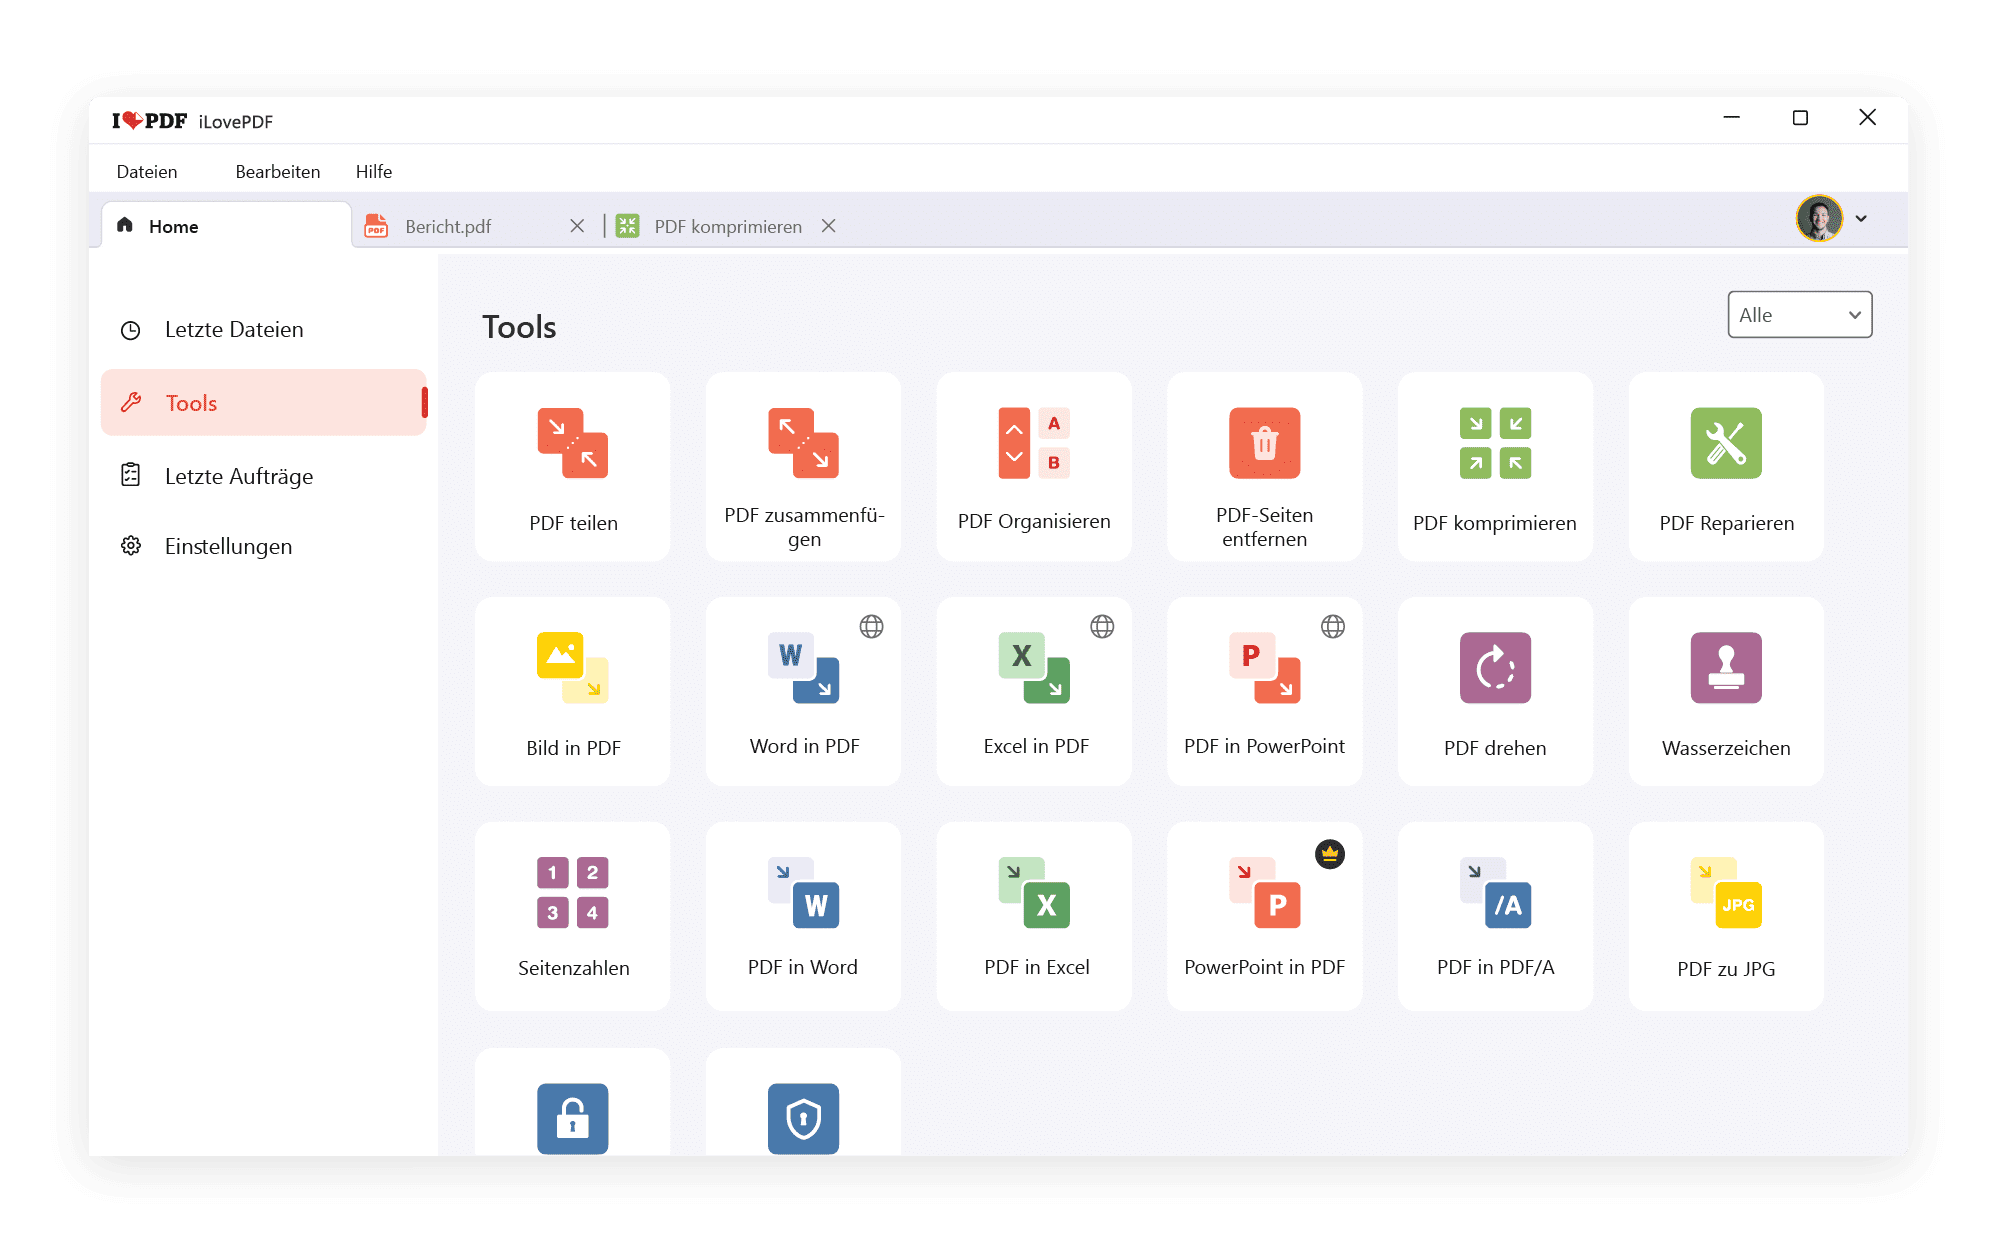 I PDF iLovePDF
Dateien Bearbeiten Hilfe
Home
PDF Bericht.pdf
PDF komprimieren
Letzte Dateien
Tools
Letzte Aufträge
Einstellungen
Tools
Alle
PDF teilen
PDF zusammenfü-
gen
A
B
PDF Organisieren
PDF-Seiten
entfernen
PDF komprimieren
PDF Reparieren
Bild in PDF
W
Word in PDF
X
Excel in PDF
P
PDF in PowerPoint
PDF drehen
Wasserzeichen
1 2
3 4
Seitenzahlen
W
PDF in Word
X
PDF in Excel
P
PowerPoint in PDF
/A
PDF in PDF/A
JPG
PDF zu JPG